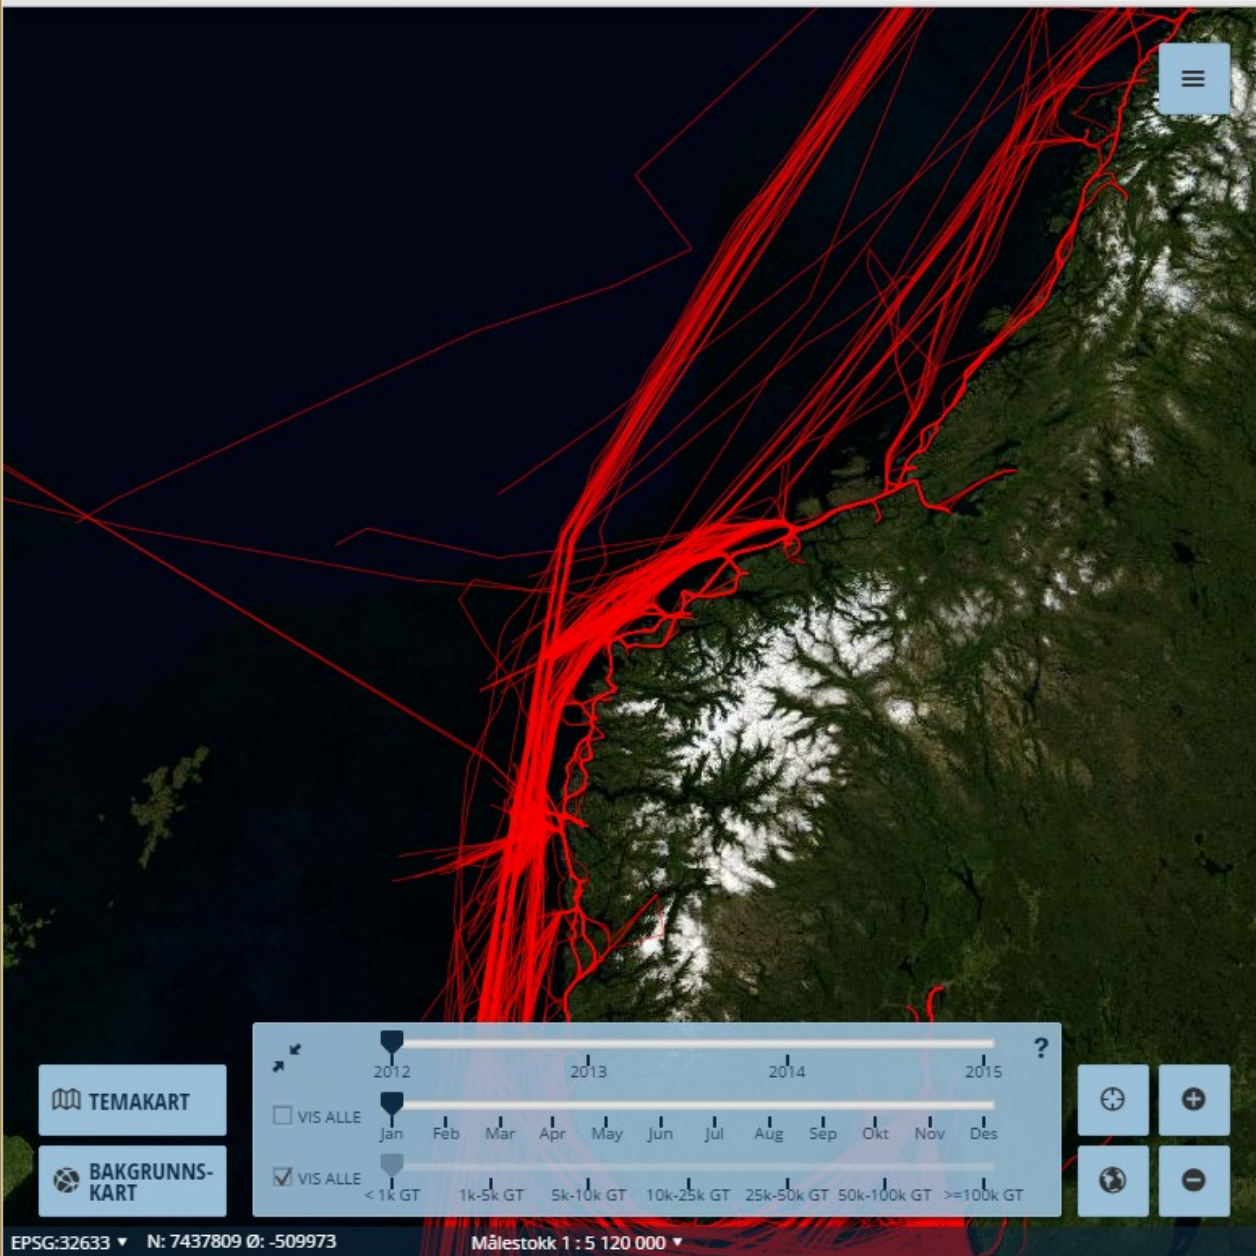 ?
2012 2013 2014 2015
VIS ALLE
Jan Feb Mar Apr May Jun Jul Aug Sep Okt Nov Des
VIS ALLE
< 1k GT 1k-5k GT 5k-10k GT 10k-25k GT 25k-50k GT 50k-100k GT >=100k GT
TEMAKART
BAKGRUNNS-
KART
EPSG:32633 ▼ N: 7437809 Ø: -509973 Målestokk 1 : 5 120 000 ▼